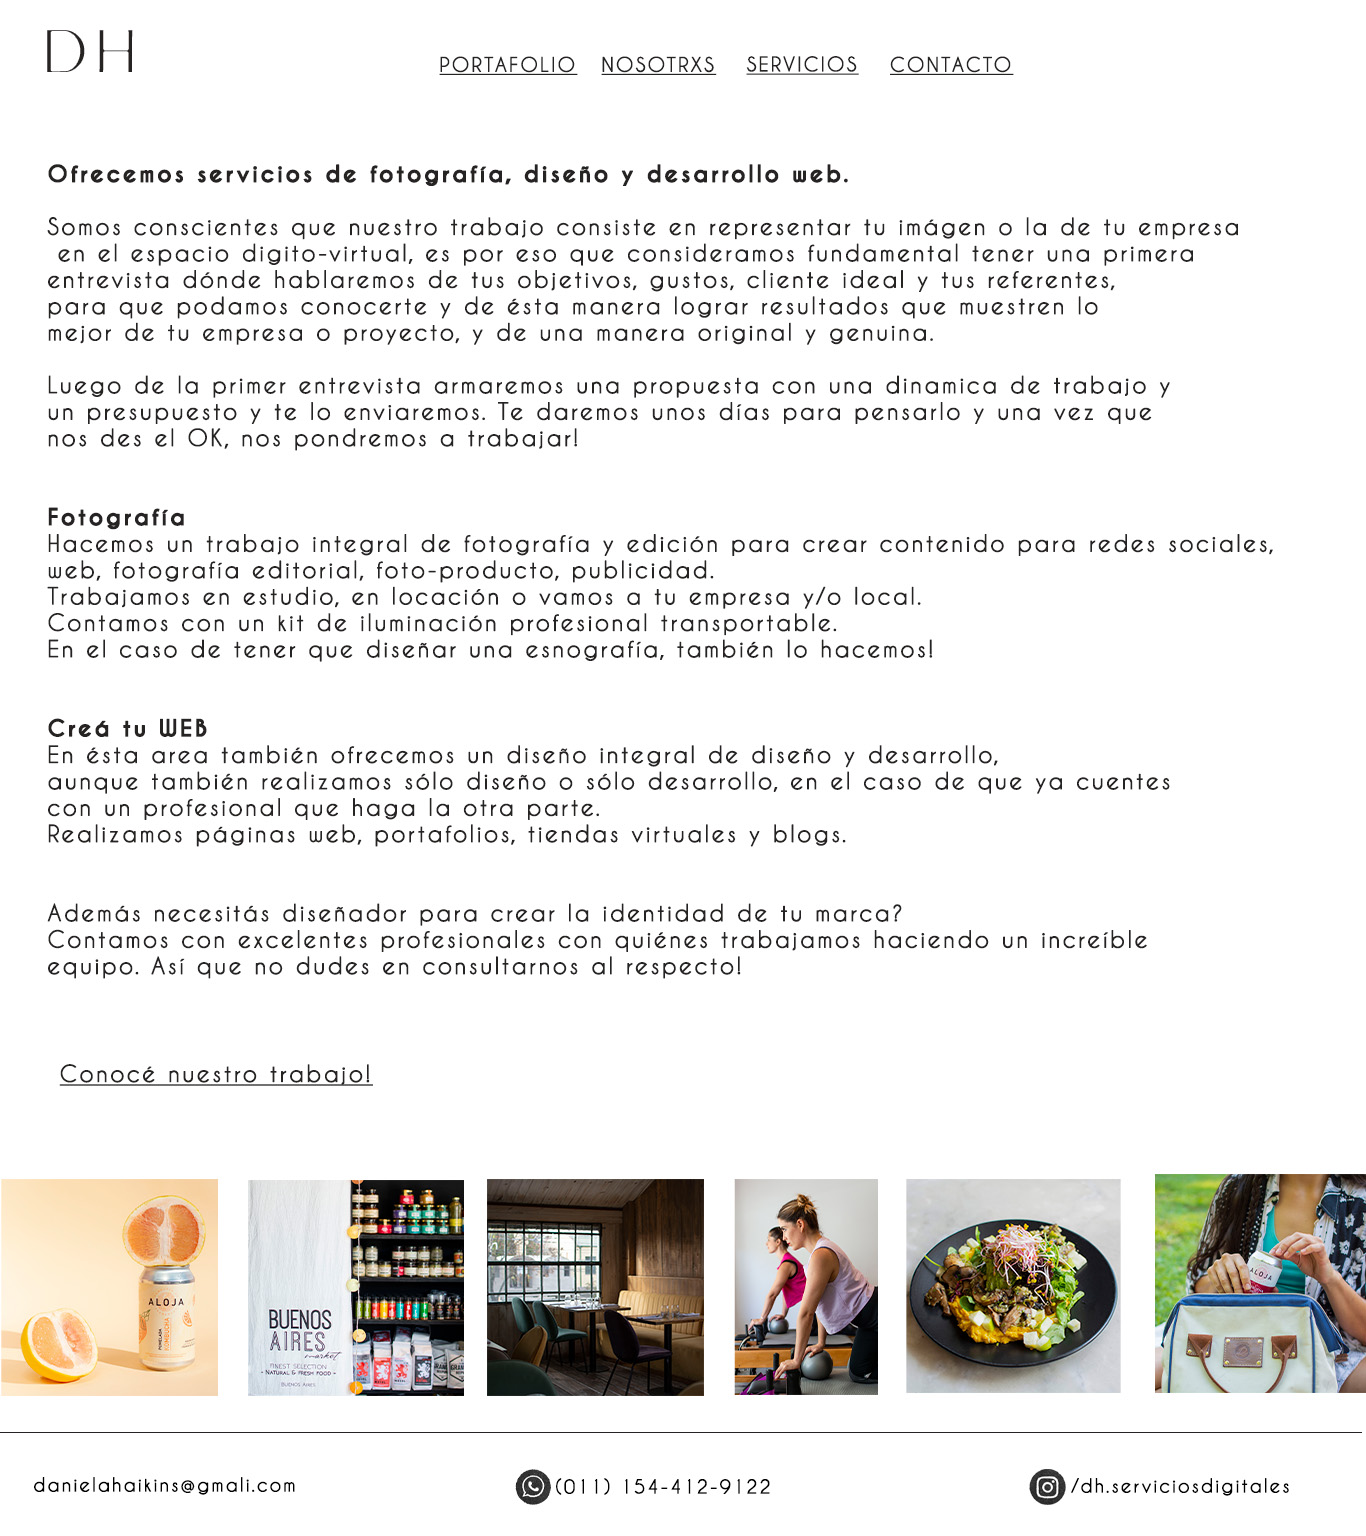 DH
PORTAFOLIO NOSOTRXS SERVICIOS CONTACTO
Ofrecemos servicios de fotografía, diseño y desarrollo web.
Somos conscientes que nuestro trabajo consiste en representar tu imágen o la de tu empresa
en el espacio digito-virtual, es por eso que consideramos fundamental tener una primera
entrevista dónde hablaremos de tus objetivos, gustos, cliente ideal y tus referentes,
para que podamos conocerte y de ésta manera lograr resultados que muestren lo
mejor de tu empresa o proyecto, y de una manera original y genuina.
Luego de la primer entrevista armaremos una propuesta con una dinamica de trabajo y
un presupuesto y te lo enviaremos. Te daremos unos días para pensarlo y una vez que
nos des el OK, nos pondremos a trabajar!
Fotografía
Hacemos un trabajo integral de fotografía y edición para crear contenido para redes sociales,
web, fotografía editorial, foto-producto, publicidad.
Trabajamos en estudio, en locación o vamos a tu empresa y/o local.
Contamos con un kit de iluminación profesional transportable.
En el caso de tener que diseñar una esnografía, también lo hacemos!
Creá tu WEB
En ésta area también ofrecemos un diseño integral de diseño y desarrollo,
aunque también realizamos sólo diseño o sólo desarrollo, en el caso de que ya cuentes
con un profesional que haga la otra parte.
Realizamos páginas web, portafolios, tiendas virtuales y blogs.
Además necesitás diseñador para crear la identidad de tu marca?
Contamos con excelentes profesionales con quiénes trabajamos haciendo un increíble
equipo. Así que no dudes en consultarnos al respecto!
Conocé nuestro trabajo!
ALOJA
BUENOS
AIRES
market
FINEST SELECTION
- NATURAL & FRESH FOOD -
BUENOS AIRES
ALOJA
danielahaikins@gmali.com
(011) 154-412-9122
/dh.serviciosdigitales